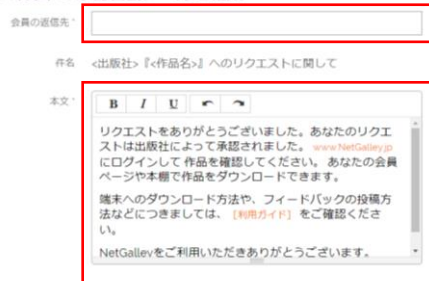 会員の返信先*
件名 <出版社>『<作品名>』へのリクエストに関して
本文*
B I U
リクエストをありがとうございました。あなたのリクエ
ストは出版社によって承認されました。 www.NetGalley.jp
にログインして 作品を確認してください。 あなたの会員
ページや本棚で作品をダウンロードできます。
端末へのダウンロード方法や、フィードバックの投稿方
法などにつきましては、 [利用ガイド] をご確認くださ
い。
NetGalleyをご利用いただきありがとうございます。